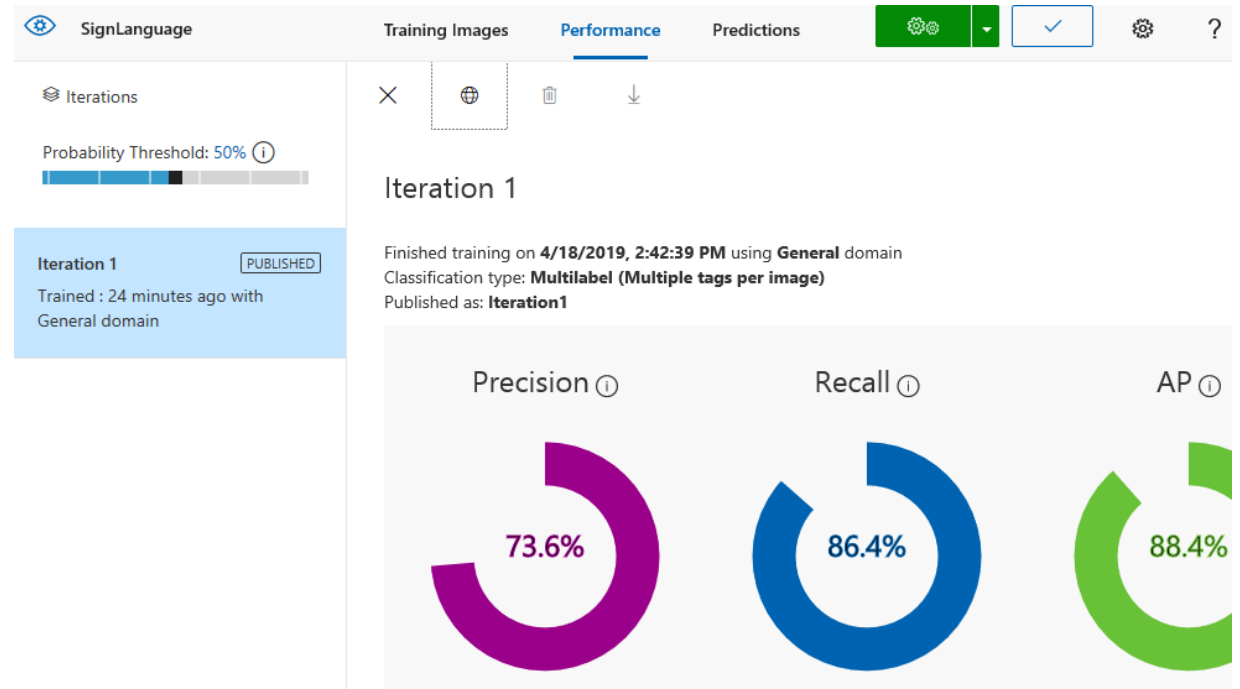 SignLanguage
Training Images
Performance
Predictions
?
Iterations
Probability Threshold: 50% i
Iteration 1
PUBLISHED
Trained : 24 minutes ago with
General domain
Iteration 1
Finished training on 4/18/2019, 2:42:39 PM using General domain
Classification type: Multilabel (Multiple tags per image)
Published as: Iteration1
Precision i
Recall i
AP i
73.6%
86.4%
88.4%